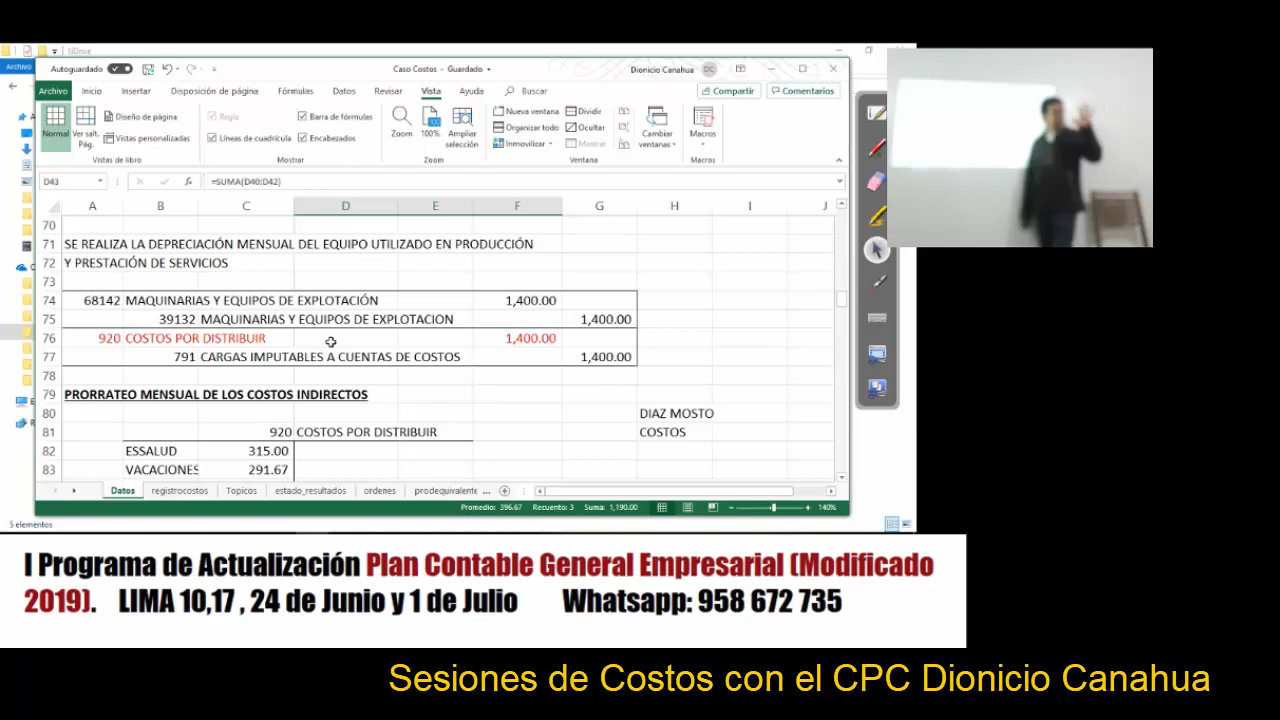 GDrive
Archivo
Autoguardado
Caso Costos - Guardado
Dionicio Canahua
DC
Archivo Inicio Insertar Disposición de página Fórmulas Datos Revisar Vista Ayuda Buscar Compartir Comentarios
Normal
Ver salt. Pág.
Diseño de página
Vistas personalizadas
Vistas de libro
Regla
Barra de fórmulas
Líneas de cuadrícula
Encabezados
Mostrar
Zoom
100%
Ampliar selección
Zoom
Nueva ventana
Organizar todo
Inmovilizar
Dividir
Ocultar
Mostrar
Cambiar ventanas
Ventana
Macros
Macros
D43
fx
=SUMA(D40:D42)
A B C D E F G H I J
70
71 SE REALIZA LA DEPRECIACIÓN MENSUAL DEL EQUIPO UTILIZADO EN PRODUCCIÓN
72 Y PRESTACIÓN DE SERVICIOS
73
74 68142 MAQUINARIAS Y EQUIPOS DE EXPLOTACIÓN 1,400.00
75 39132 MAQUINARIAS Y EQUIPOS DE EXPLOTACION 1,400.00
76 920 COSTOS POR DISTRIBUIR 1,400.00
77 791 CARGAS IMPUTABLES A CUENTAS DE COSTOS 1,400.00
78
79 PRORRATEO MENSUAL DE LOS COSTOS INDIRECTOS
80 DIAZ MOSTO
81 920 COSTOS POR DISTRIBUIR COSTOS
82 ESSALUD 315.00
83 VACACIONES 291.67
Datos registrocostos Topicos estado_resultados ordenes prodequivalente ...
Promedio: 396.67 Recuento: 3 Suma: 1,190.00 140%
5 elementos
I Programa de Actualización Plan Contable General Empresarial (Modificado
2019). LIMA 10,17 , 24 de Junio y 1 de Julio Whatsapp: 958 672 735
Sesiones de Costos con el CPC Dionicio Canahua